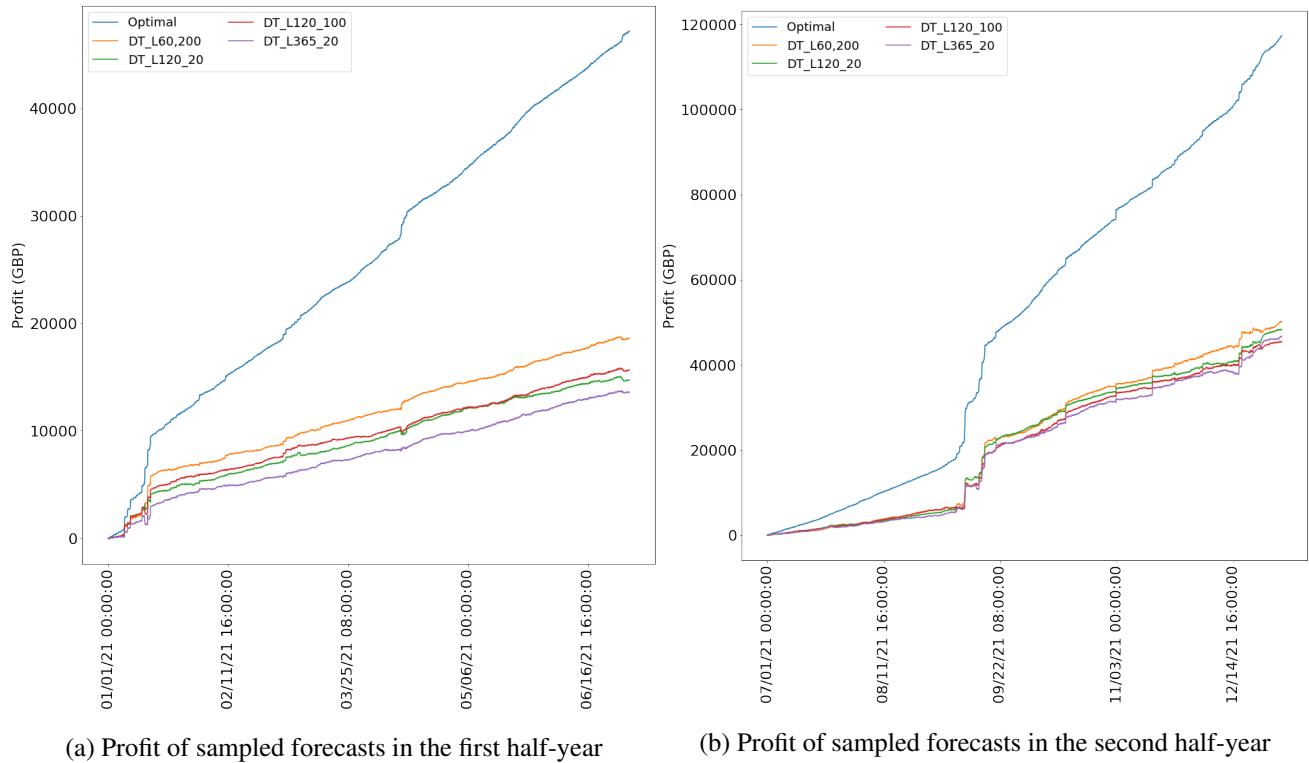 Optimal
DT_L60,200
DT_L120_20
DT_L120_100
DT_L365_20
Profit (GBP)
40000
30000
20000
10000
0
01/01/21 00:00:00
02/11/21 16:00:00
03/25/21 08:00:00
05/06/21 00:00:00
06/16/21 16:00:00
(a) Profit of sampled forecasts in the first half-year
Optimal
DT_L60,200
DT_L120_20
DT_L120_100
DT_L365_20
Profit (GBP)
120000
100000
80000
60000
40000
20000
0
07/01/21 00:00:00
08/11/21 16:00:00
09/22/21 08:00:00
11/03/21 00:00:00
12/14/21 16:00:00
(b) Profit of sampled forecasts in the second half-year